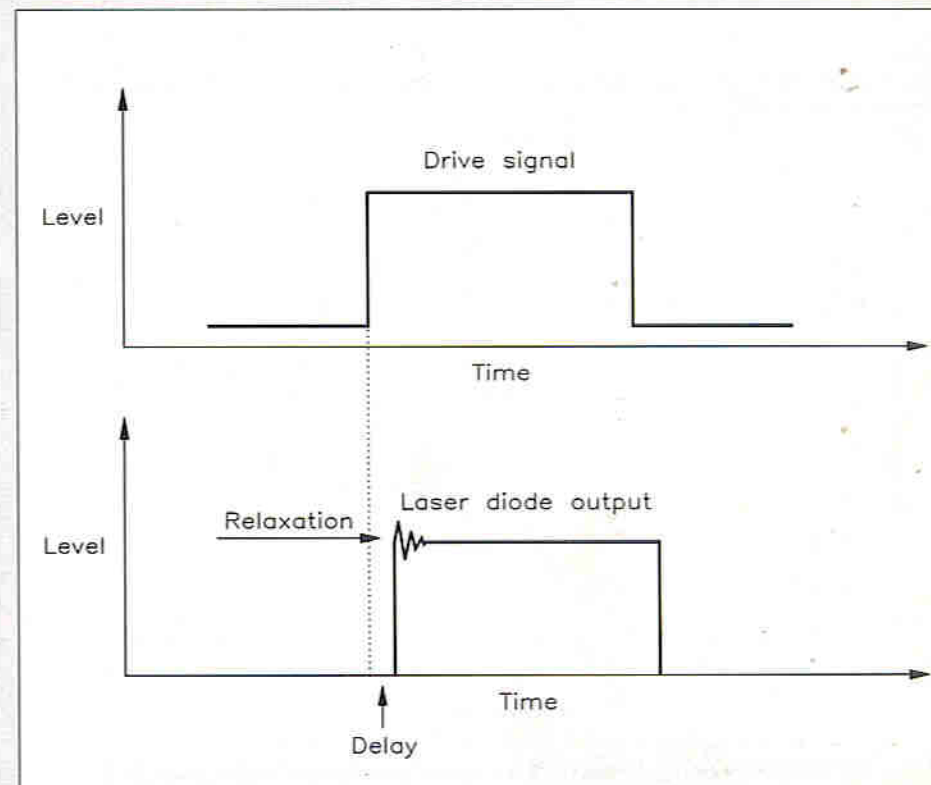 Drive signal
Level
Time
Laser diode output
Relaxation
Level
Time
Delay